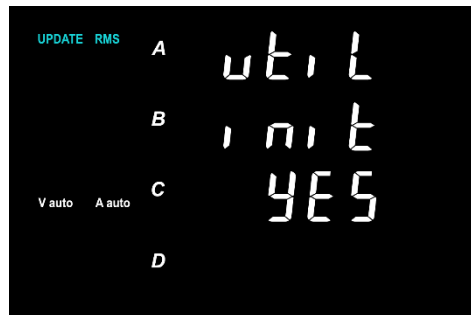 UPDATE RMS A utiL
B init
V auto A auto C YES
D